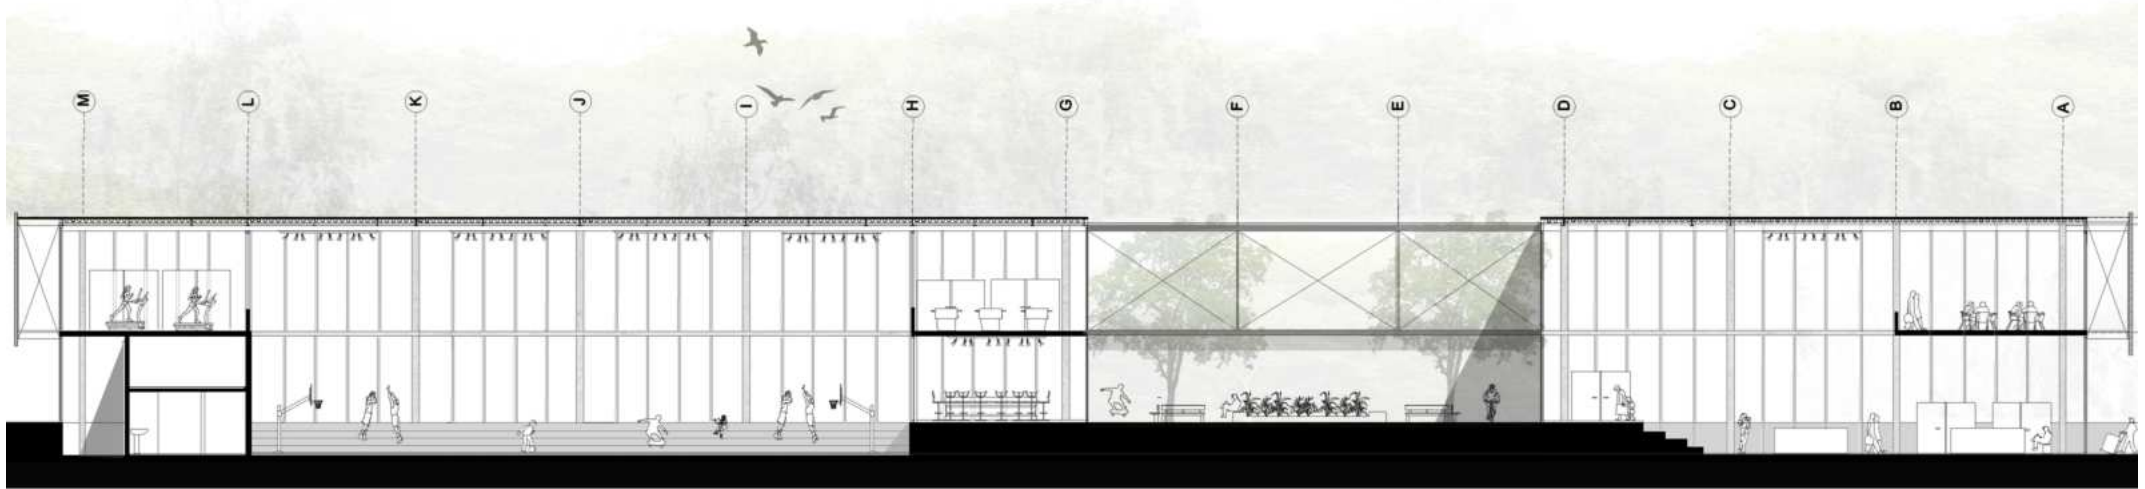 M L K J I H G F E D C B A